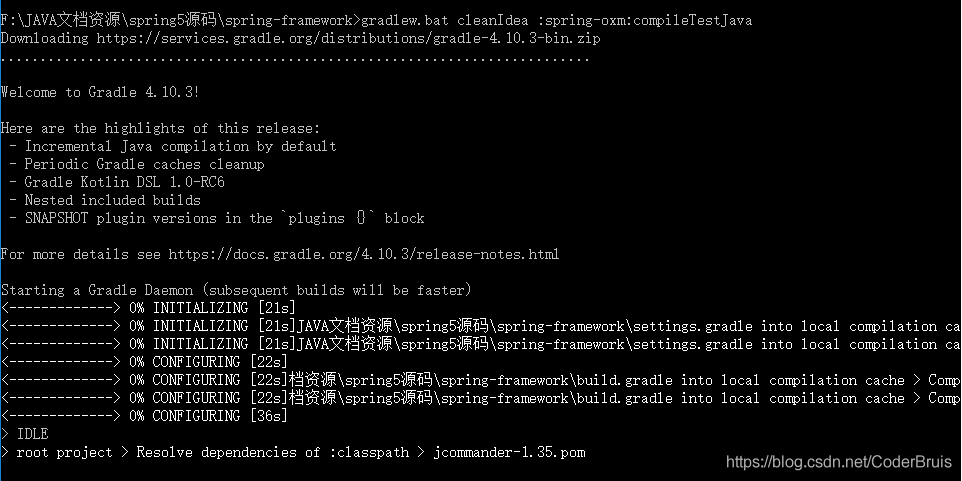 F:\JAVA文档资源\spring5源码\spring-framework>gradlew.bat cleanIdea :spring-oxm:compileTestJava
Downloading https://services.gradle.org/distributions/gradle-4.10.3-bin.zip
..........................................................................
Welcome to Gradle 4.10.3!
Here are the highlights of this release:
 - Incremental Java compilation by default
 - Periodic Gradle caches cleanup
 - Gradle Kotlin DSL 1.0-RC6
 - Nested included builds
 - SNAPSHOT plugin versions in the `plugins {}` block
For more details see https://docs.gradle.org/4.10.3/release-notes.html
Starting a Gradle Daemon (subsequent builds will be faster)
<-------------> 0% INITIALIZING [21s]
<-------------> 0% INITIALIZING [21s]JAVA文档资源\spring5源码\spring-framework\settings.gradle into local compilation ca
<-------------> 0% INITIALIZING [21s]JAVA文档资源\spring5源码\spring-framework\settings.gradle into local compilation ca
<-------------> 0% CONFIGURING [22s]
<-------------> 0% CONFIGURING [22s]档资源\spring5源码\spring-framework\build.gradle into local compilation cache > Comp
<-------------> 0% CONFIGURING [22s]档资源\spring5源码\spring-framework\build.gradle into local compilation cache > Comp
<-------------> 0% CONFIGURING [36s]
> IDLE
> root project > Resolve dependencies of :classpath > jcommander-1.35.pom
https://blog.csdn.net/CoderBruis